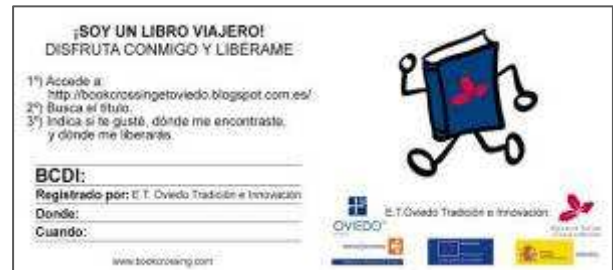 ¡SOY UN LIBRO VIAJERO!
DISFRUTA CONMIGO Y LIBÉRAME
1º) Accede a:
http://bookcrossingetoviedo.blogspot.com.es/
2º) Busca el título.
3º) Indica si te gusté, dónde me encontraste,
y dónde me liberarás.
BCDI:
Registrado por: E.T. Oviedo Tradición e Innovación
Donde:
Cuando:
www.bookcrossing.com
E.T.Oviedo Tradición e Innovación
OVIEDO